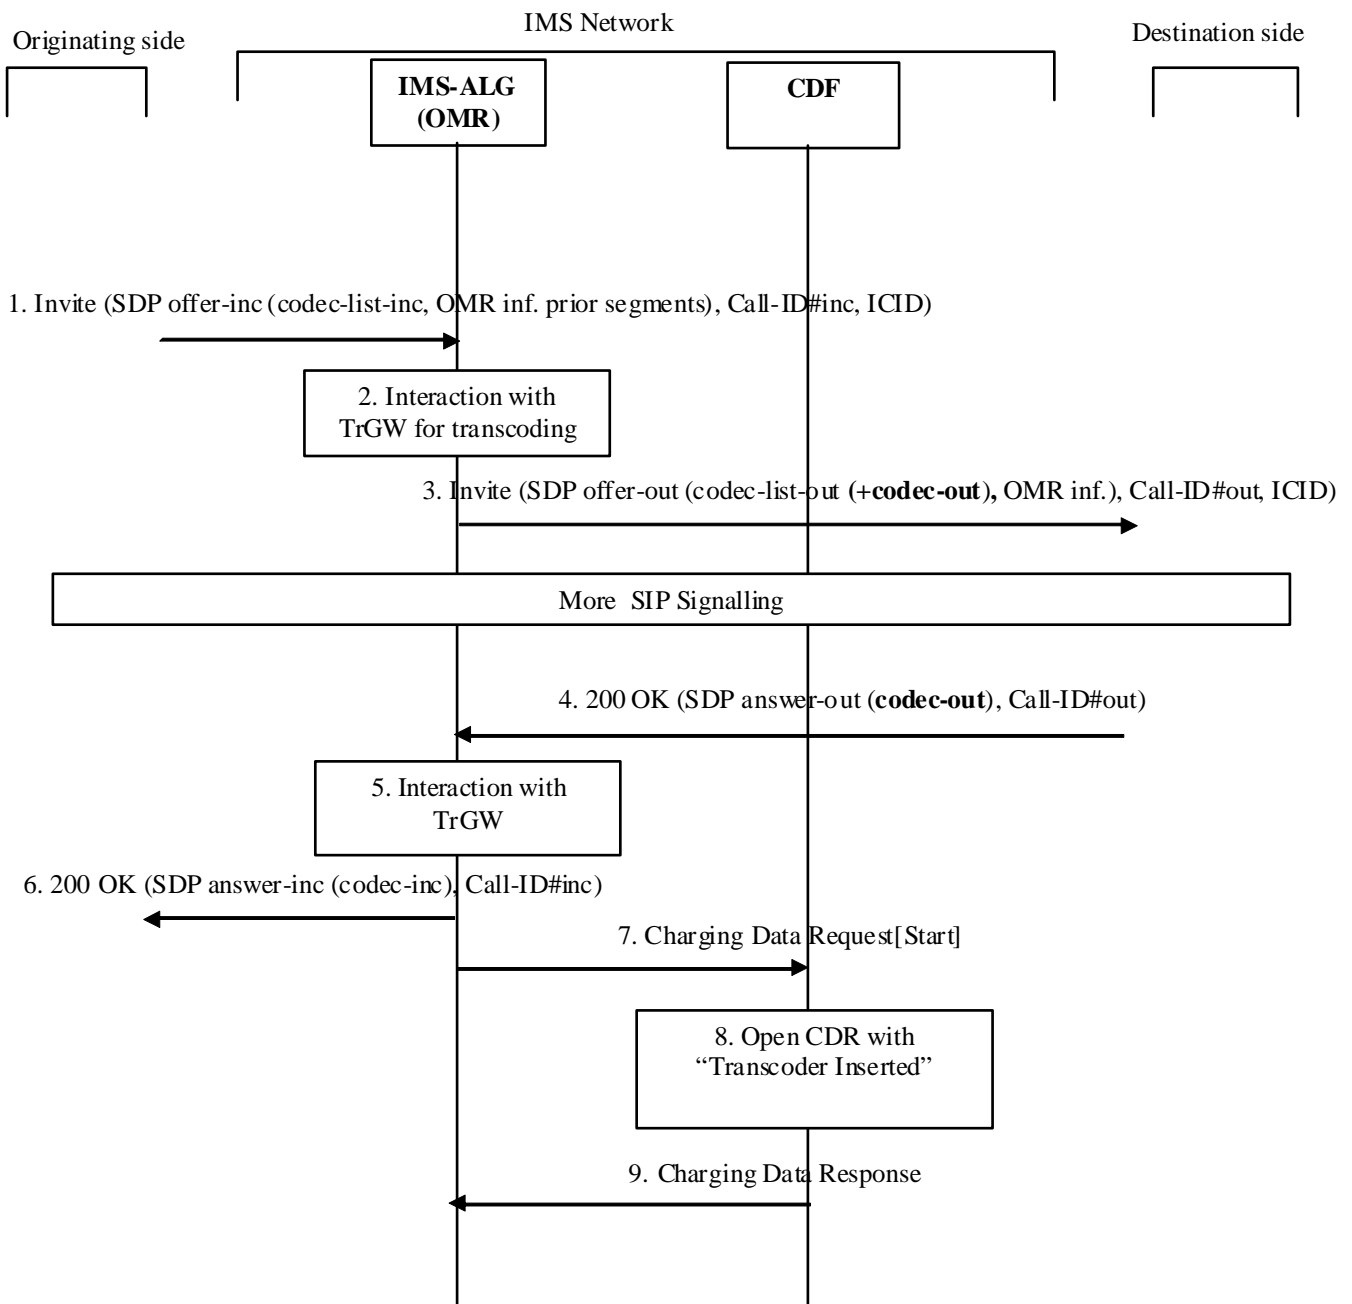 IMS Network
Originating side
Destination side
IMS-ALG
(OMR)
CDF
1. Invite (SDP offer-inc (codec-list-inc, OMR inf. prior segments), Call-ID#inc, ICID)
2. Interaction with
TrGW for transcoding
3. Invite (SDP offer-out (codec-list-out (+codec-out), OMR inf.), Call-ID#out, ICID)
More SIP Signalling
4. 200 OK (SDP answer-out (codec-out), Call-ID#out)
5. Interaction with
TrGW
6. 200 OK (SDP answer-inc (codec-inc), Call-ID#inc)
7. Charging Data Request[Start]
8. Open CDR with
“Transcoder Inserted”
9. Charging Data Response